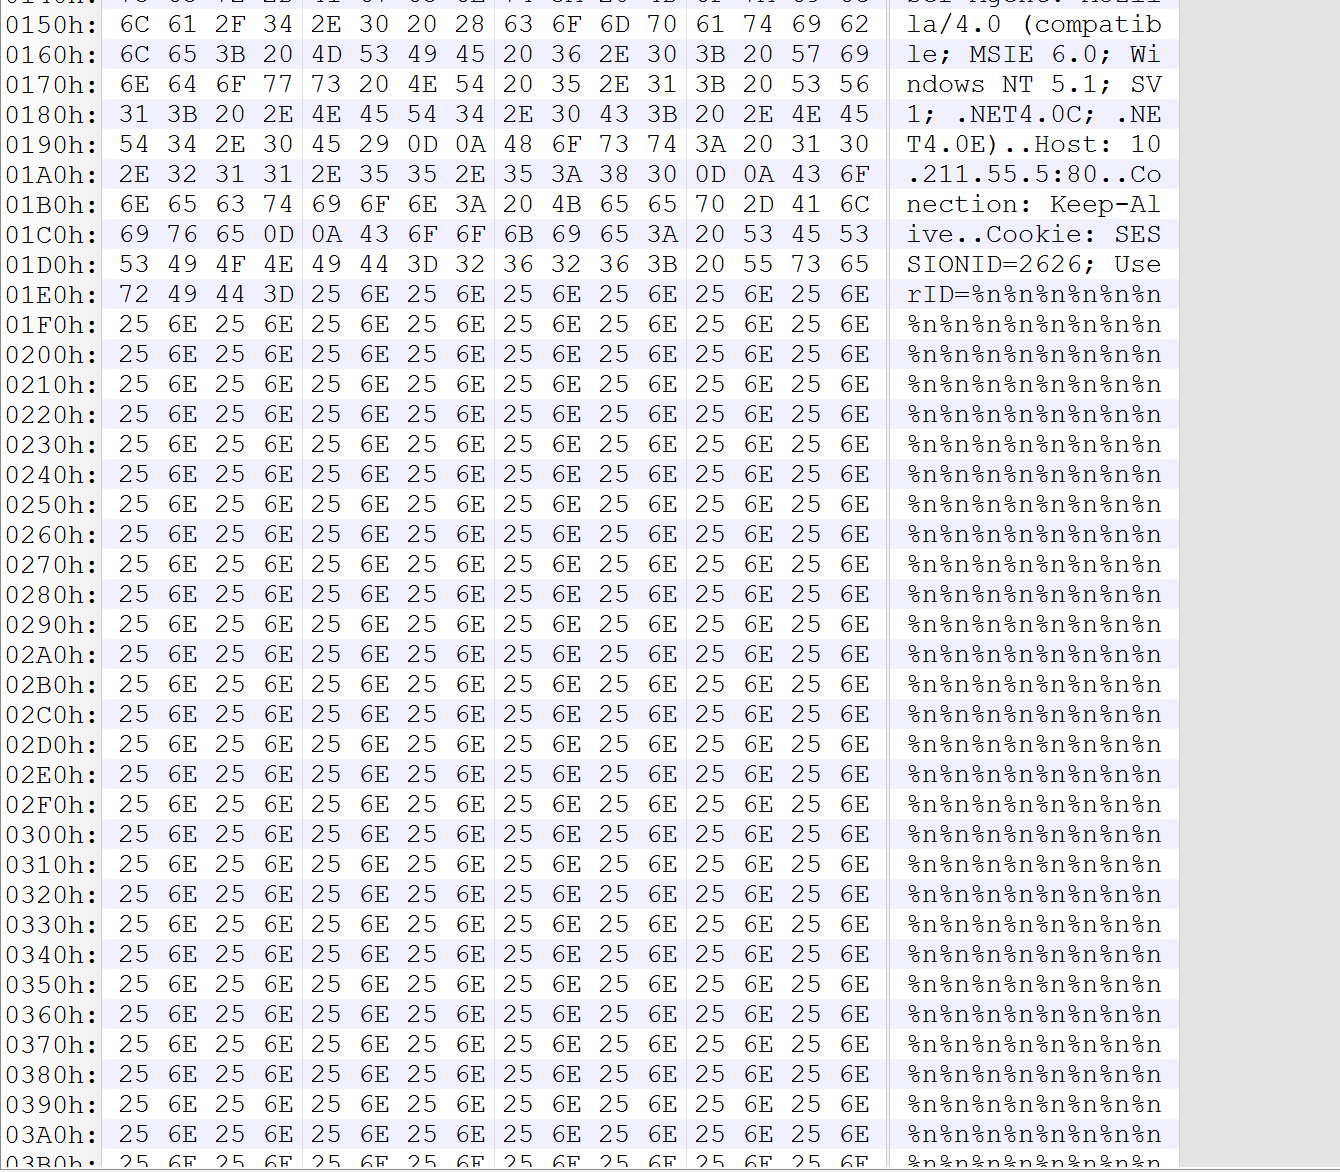 0150h: 6C 61 2F 34 2E 30 20 28 63 6F 6D 70 61 74 69 62 la/4.0 (compatib
0160h: 6C 65 3B 20 4D 53 49 45 20 36 2E 30 3B 20 57 69 le; MSIE 6.0; Wi
0170h: 6E 64 6F 77 73 20 4E 54 20 35 2E 31 3B 20 53 56 ndows NT 5.1; SV
0180h: 31 3B 20 2E 4E 45 54 34 2E 30 43 3B 20 2E 4E 45 1; .NET4.0C; .NE
0190h: 54 34 2E 30 45 29 0D 0A 48 6F 73 74 3A 20 31 30 T4.0E)..Host: 10
01A0h: 2E 32 31 31 2E 35 35 2E 35 3A 38 30 0D 0A 43 6F .211.55.5:80..Co
01B0h: 6E 65 63 74 69 6F 6E 3A 20 4B 65 65 70 2D 41 6C nection: Keep-Al
01C0h: 69 76 65 0D 0A 43 6F 6F 6B 69 65 3A 20 53 45 53 ive..Cookie: SES
01D0h: 53 49 4F 4E 49 44 3D 32 36 32 36 3B 20 55 73 65 SIONID=2626; Use
01E0h: 72 49 44 3D 25 6E 25 6E 25 6E 25 6E 25 6E 25 6E rID=%n%n%n%n%n%n
01F0h: 25 6E 25 6E 25 6E 25 6E 25 6E 25 6E 25 6E 25 6E %n%n%n%n%n%n%n%n
0200h: 25 6E 25 6E 25 6E 25 6E 25 6E 25 6E 25 6E 25 6E %n%n%n%n%n%n%n%n
0210h: 25 6E 25 6E 25 6E 25 6E 25 6E 25 6E 25 6E 25 6E %n%n%n%n%n%n%n%n
0220h: 25 6E 25 6E 25 6E 25 6E 25 6E 25 6E 25 6E 25 6E %n%n%n%n%n%n%n%n
0230h: 25 6E 25 6E 25 6E 25 6E 25 6E 25 6E 25 6E 25 6E %n%n%n%n%n%n%n%n
0240h: 25 6E 25 6E 25 6E 25 6E 25 6E 25 6E 25 6E 25 6E %n%n%n%n%n%n%n%n
0250h: 25 6E 25 6E 25 6E 25 6E 25 6E 25 6E 25 6E 25 6E %n%n%n%n%n%n%n%n
0260h: 25 6E 25 6E 25 6E 25 6E 25 6E 25 6E 25 6E 25 6E %n%n%n%n%n%n%n%n
0270h: 25 6E 25 6E 25 6E 25 6E 25 6E 25 6E 25 6E 25 6E %n%n%n%n%n%n%n%n
0280h: 25 6E 25 6E 25 6E 25 6E 25 6E 25 6E 25 6E 25 6E %n%n%n%n%n%n%n%n
0290h: 25 6E 25 6E 25 6E 25 6E 25 6E 25 6E 25 6E 25 6E %n%n%n%n%n%n%n%n
02A0h: 25 6E 25 6E 25 6E 25 6E 25 6E 25 6E 25 6E 25 6E %n%n%n%n%n%n%n%n
02B0h: 25 6E 25 6E 25 6E 25 6E 25 6E 25 6E 25 6E 25 6E %n%n%n%n%n%n%n%n
02C0h: 25 6E 25 6E 25 6E 25 6E 25 6E 25 6E 25 6E 25 6E %n%n%n%n%n%n%n%n
02D0h: 25 6E 25 6E 25 6E 25 6E 25 6E 25 6E 25 6E 25 6E %n%n%n%n%n%n%n%n
02E0h: 25 6E 25 6E 25 6E 25 6E 25 6E 25 6E 25 6E 25 6E %n%n%n%n%n%n%n%n
02F0h: 25 6E 25 6E 25 6E 25 6E 25 6E 25 6E 25 6E 25 6E %n%n%n%n%n%n%n%n
0300h: 25 6E 25 6E 25 6E 25 6E 25 6E 25 6E 25 6E 25 6E %n%n%n%n%n%n%n%n
0310h: 25 6E 25 6E 25 6E 25 6E 25 6E 25 6E 25 6E 25 6E %n%n%n%n%n%n%n%n
0320h: 25 6E 25 6E 25 6E 25 6E 25 6E 25 6E 25 6E 25 6E %n%n%n%n%n%n%n%n
0330h: 25 6E 25 6E 25 6E 25 6E 25 6E 25 6E 25 6E 25 6E %n%n%n%n%n%n%n%n
0340h: 25 6E 25 6E 25 6E 25 6E 25 6E 25 6E 25 6E 25 6E %n%n%n%n%n%n%n%n
0350h: 25 6E 25 6E 25 6E 25 6E 25 6E 25 6E 25 6E 25 6E %n%n%n%n%n%n%n%n
0360h: 25 6E 25 6E 25 6E 25 6E 25 6E 25 6E 25 6E 25 6E %n%n%n%n%n%n%n%n
0370h: 25 6E 25 6E 25 6E 25 6E 25 6E 25 6E 25 6E 25 6E %n%n%n%n%n%n%n%n
0380h: 25 6E 25 6E 25 6E 25 6E 25 6E 25 6E 25 6E 25 6E %n%n%n%n%n%n%n%n
0390h: 25 6E 25 6E 25 6E 25 6E 25 6E 25 6E 25 6E 25 6E %n%n%n%n%n%n%n%n
03A0h: 25 6E 25 6E 25 6E 25 6E 25 6E 25 6E 25 6E 25 6E %n%n%n%n%n%n%n%n
03B0h: 25 6E 25 6E 25 6E 25 6E 25 6E 25 6E 25 6E 25 6E %n%n%n%n%n%n%n%n